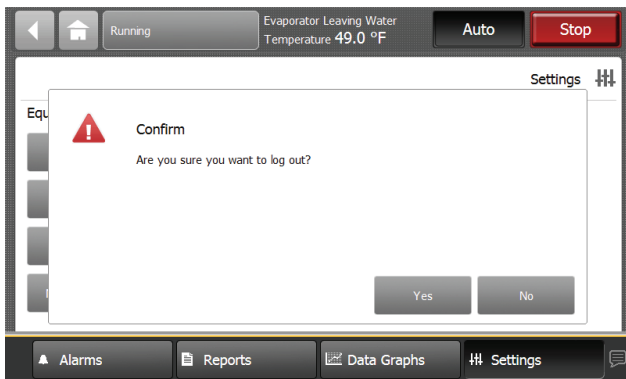 Running
Evaporator Leaving Water
Temperature 49.0 °F
Auto
Stop
Settings
Equ
Confirm
Are you sure you want to log out?
Yes
No
Alarms
Reports
Data Graphs
Settings